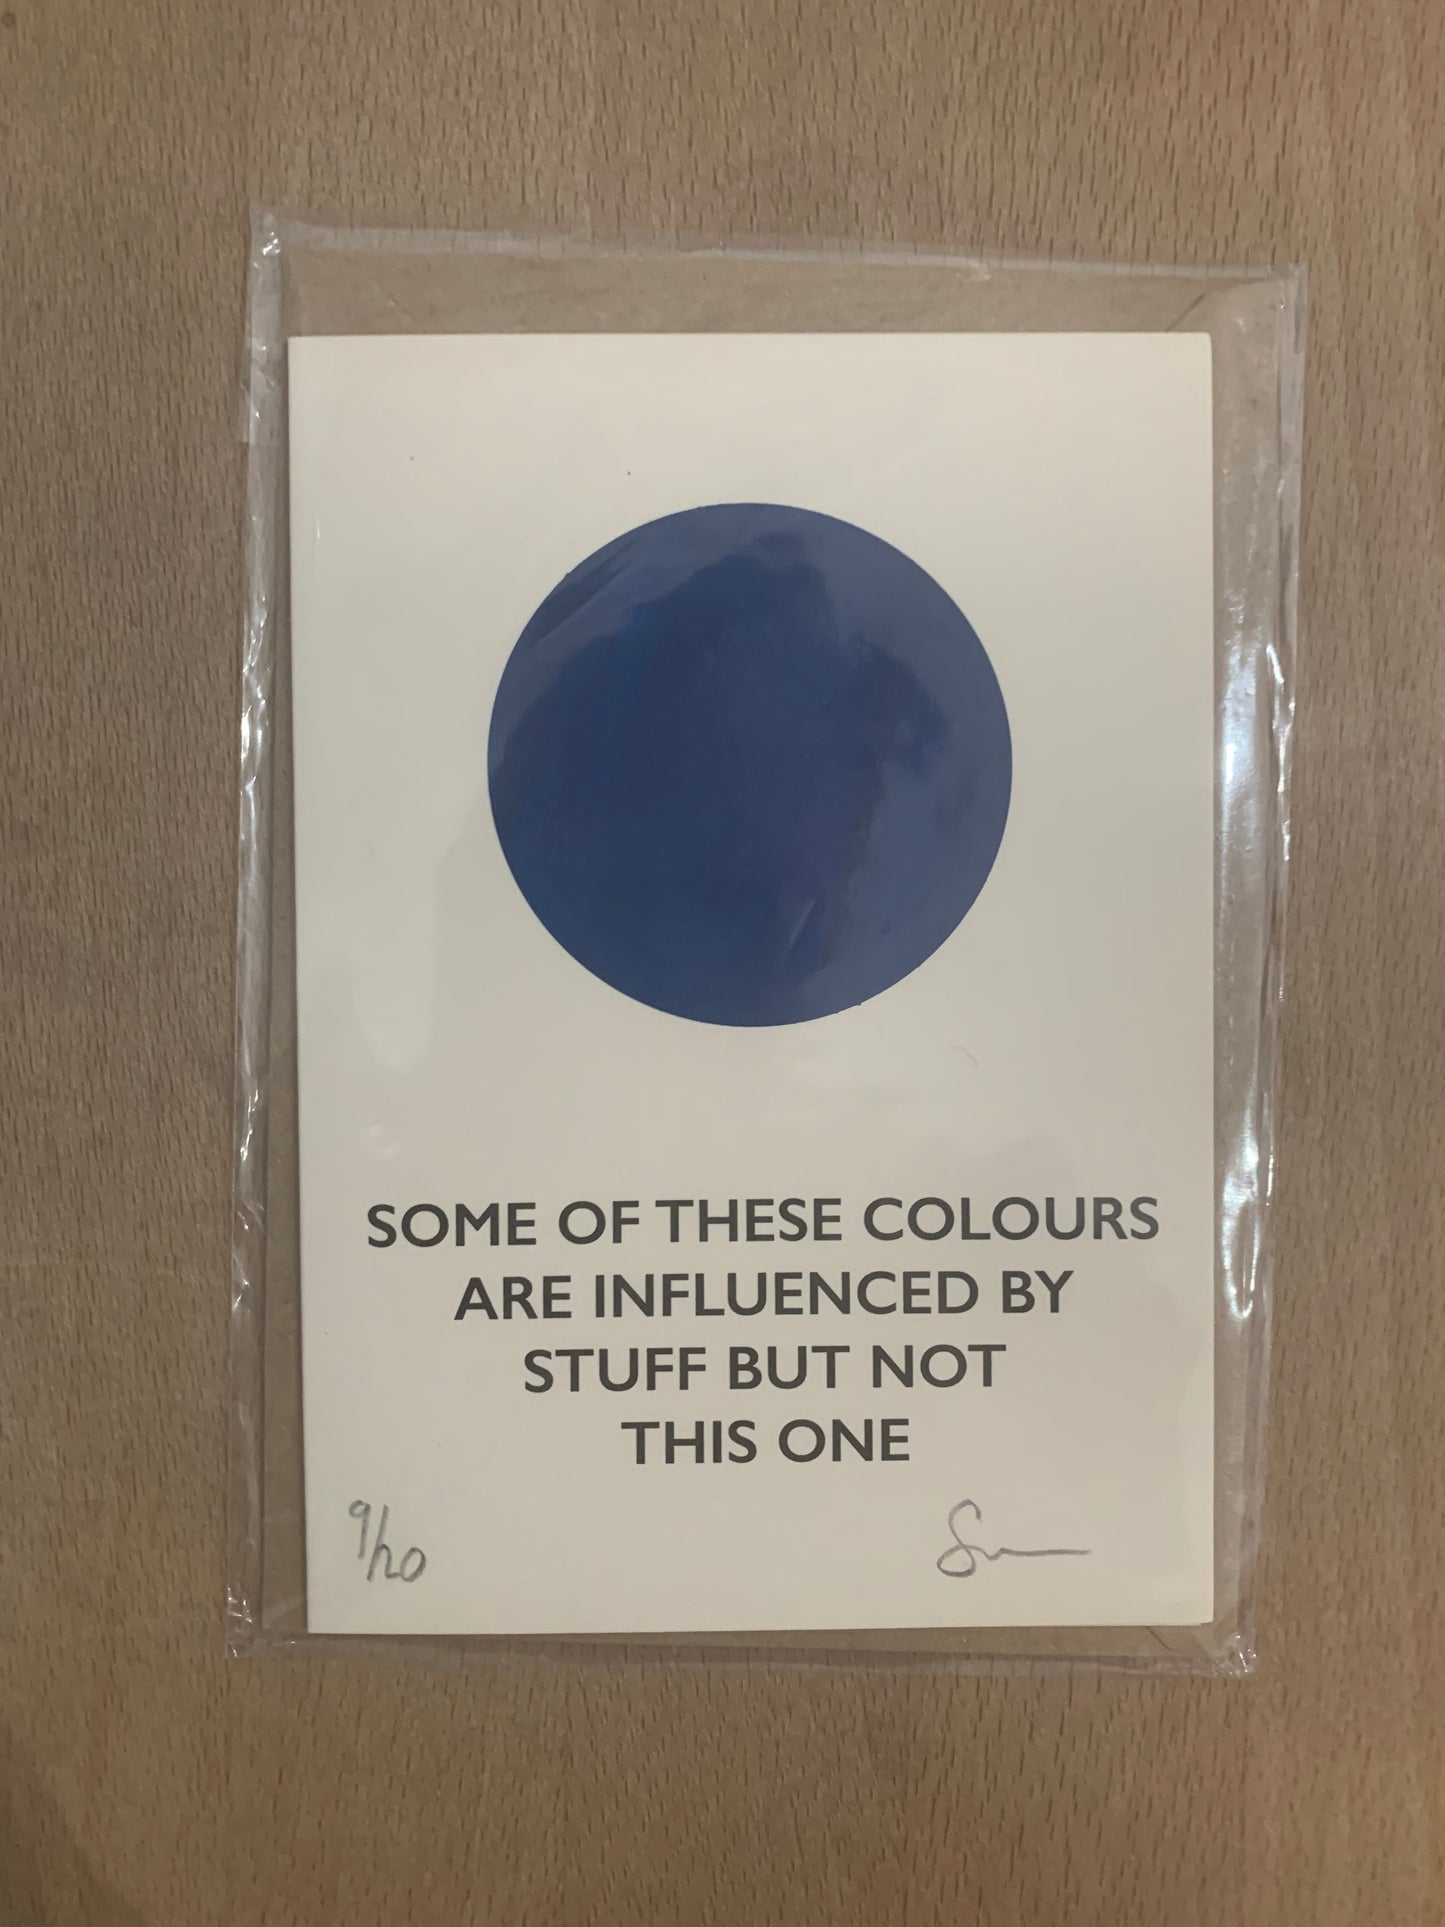 SOME OF THESE COLOURS
ARE INFLUENCED BY
STUFF BUT NOT
THIS ONE
9/20